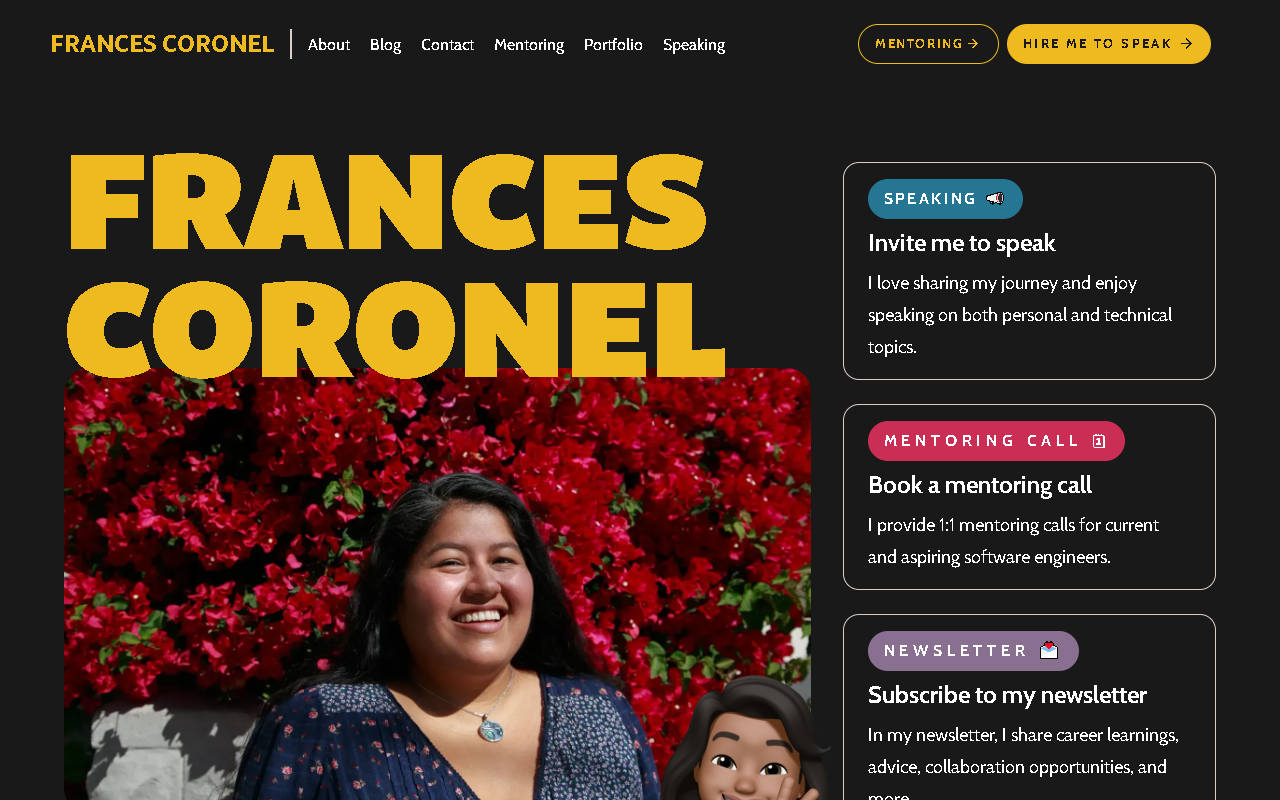 FRANCES CORONEL
About Blog Contact Mentoring Portfolio Speaking
MENTORING →
HIRE ME TO SPEAK →
FRANCES
CORONEL
SPEAKING
Invite me to speak
I love sharing my journey and enjoy
speaking on both personal and technical
topics.
MENTORING CALL
Book a mentoring call
I provide 1:1 mentoring calls for current
and aspiring software engineers.
NEWSLETTER
Subscribe to my newsletter
In my newsletter, I share career learnings,
advice, collaboration opportunities, and
more.